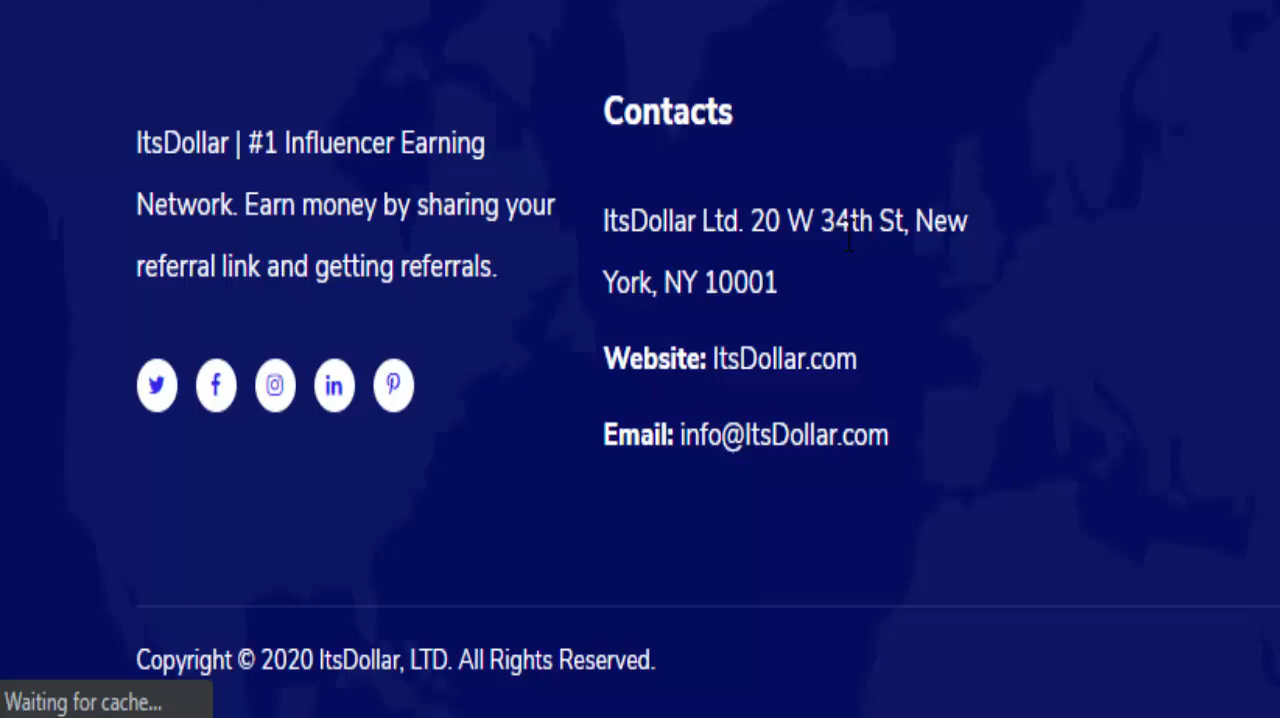 ItsDollar | #1 Influencer Earning
Network. Earn money by sharing your
referral link and getting referrals.
Contacts
ItsDollar Ltd. 20 W 34th St, New
York, NY 10001
Website: ItsDollar.com
Email: info@ItsDollar.com
Copyright © 2020 ItsDollar, LTD. All Rights Reserved.
Waiting for cache...